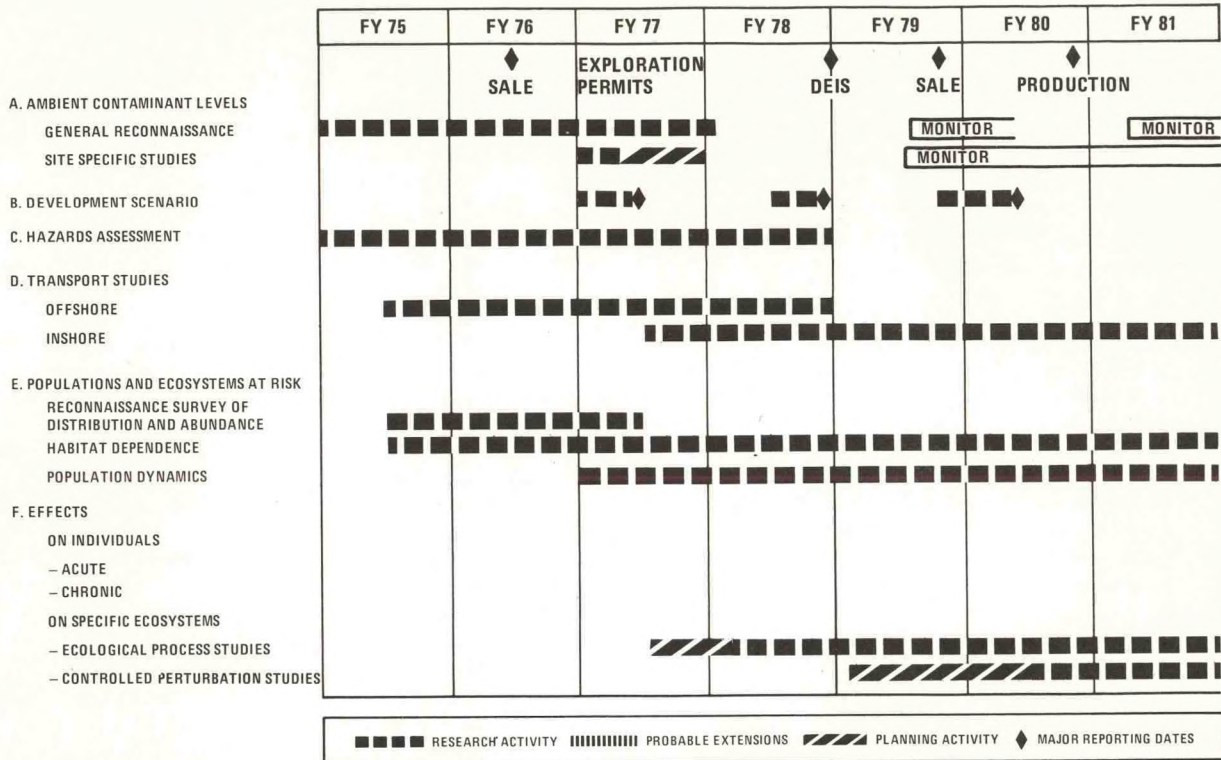 FY 75 FY 76 FY 77 FY 78 FY 79 FY 80 FY 81
SALE
EXPLORATION
PERMITS
DEIS
SALE
PRODUCTION
A. AMBIENT CONTAMINANT LEVELS
GENERAL RECONNAISSANCE
MONITOR MONITOR
SITE SPECIFIC STUDIES
MONITOR
B. DEVELOPMENT SCENARIO
C. HAZARDS ASSESSMENT
D. TRANSPORT STUDIES
OFFSHORE
INSHORE
E. POPULATIONS AND ECOSYSTEMS AT RISK
RECONNAISSANCE SURVEY OF
DISTRIBUTION AND ABUNDANCE
HABITAT DEPENDENCE
POPULATION DYNAMICS
F. EFFECTS
ON INDIVIDUALS
– ACUTE
– CHRONIC
ON SPECIFIC ECOSYSTEMS
– ECOLOGICAL PROCESS STUDIES
– CONTROLLED PERTURBATION STUDIES
RESEARCH ACTIVITY PROBABLE EXTENSIONS PLANNING ACTIVITY MAJOR REPORTING DATES